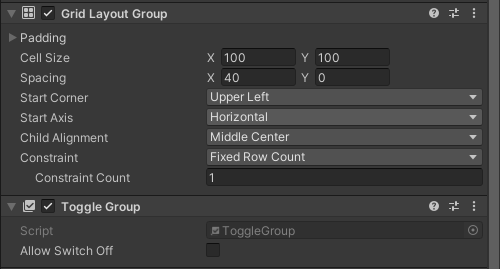 Grid Layout Group
Padding
Cell Size X 100 Y 100
Spacing X 40 Y 0
Start Corner Upper Left
Start Axis Horizontal
Child Alignment Middle Center
Constraint Fixed Row Count
Constraint Count 1
Toggle Group
Script ToggleGroup
Allow Switch Off